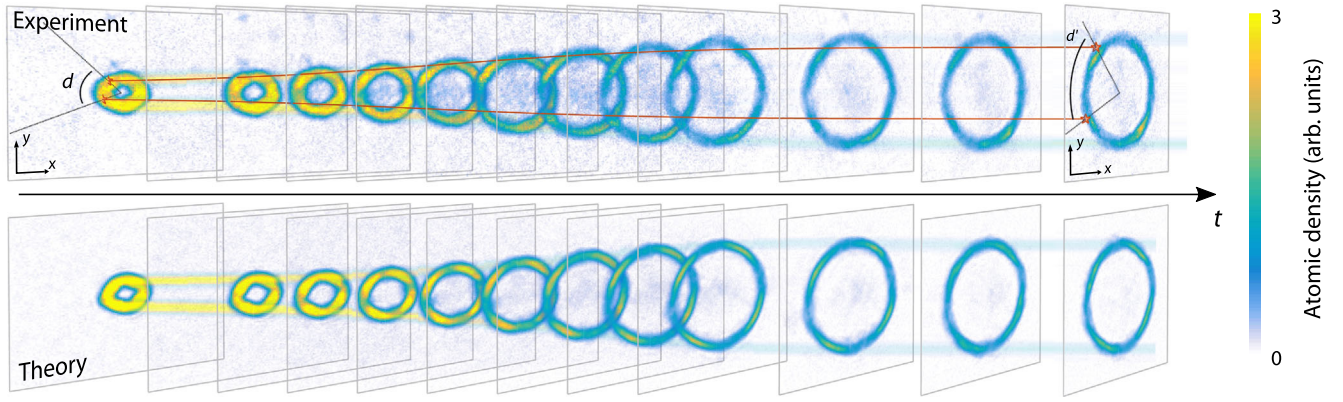 Experiment
d
y
x
d'
y
x
t
Theory
3
Atomic density (arb. units)
0